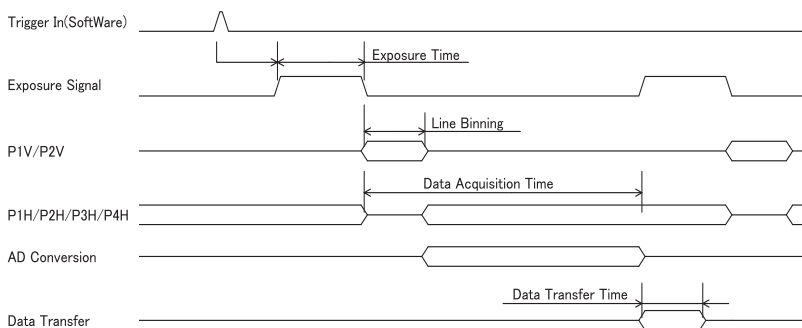 Trigger In(SoftWare)
Exposure Time
Exposure Signal
Line Binning
P1V/P2V
Data Acquisition Time
P1H/P2H/P3H/P4H
AD Conversion
Data Transfer Time
Data Transfer